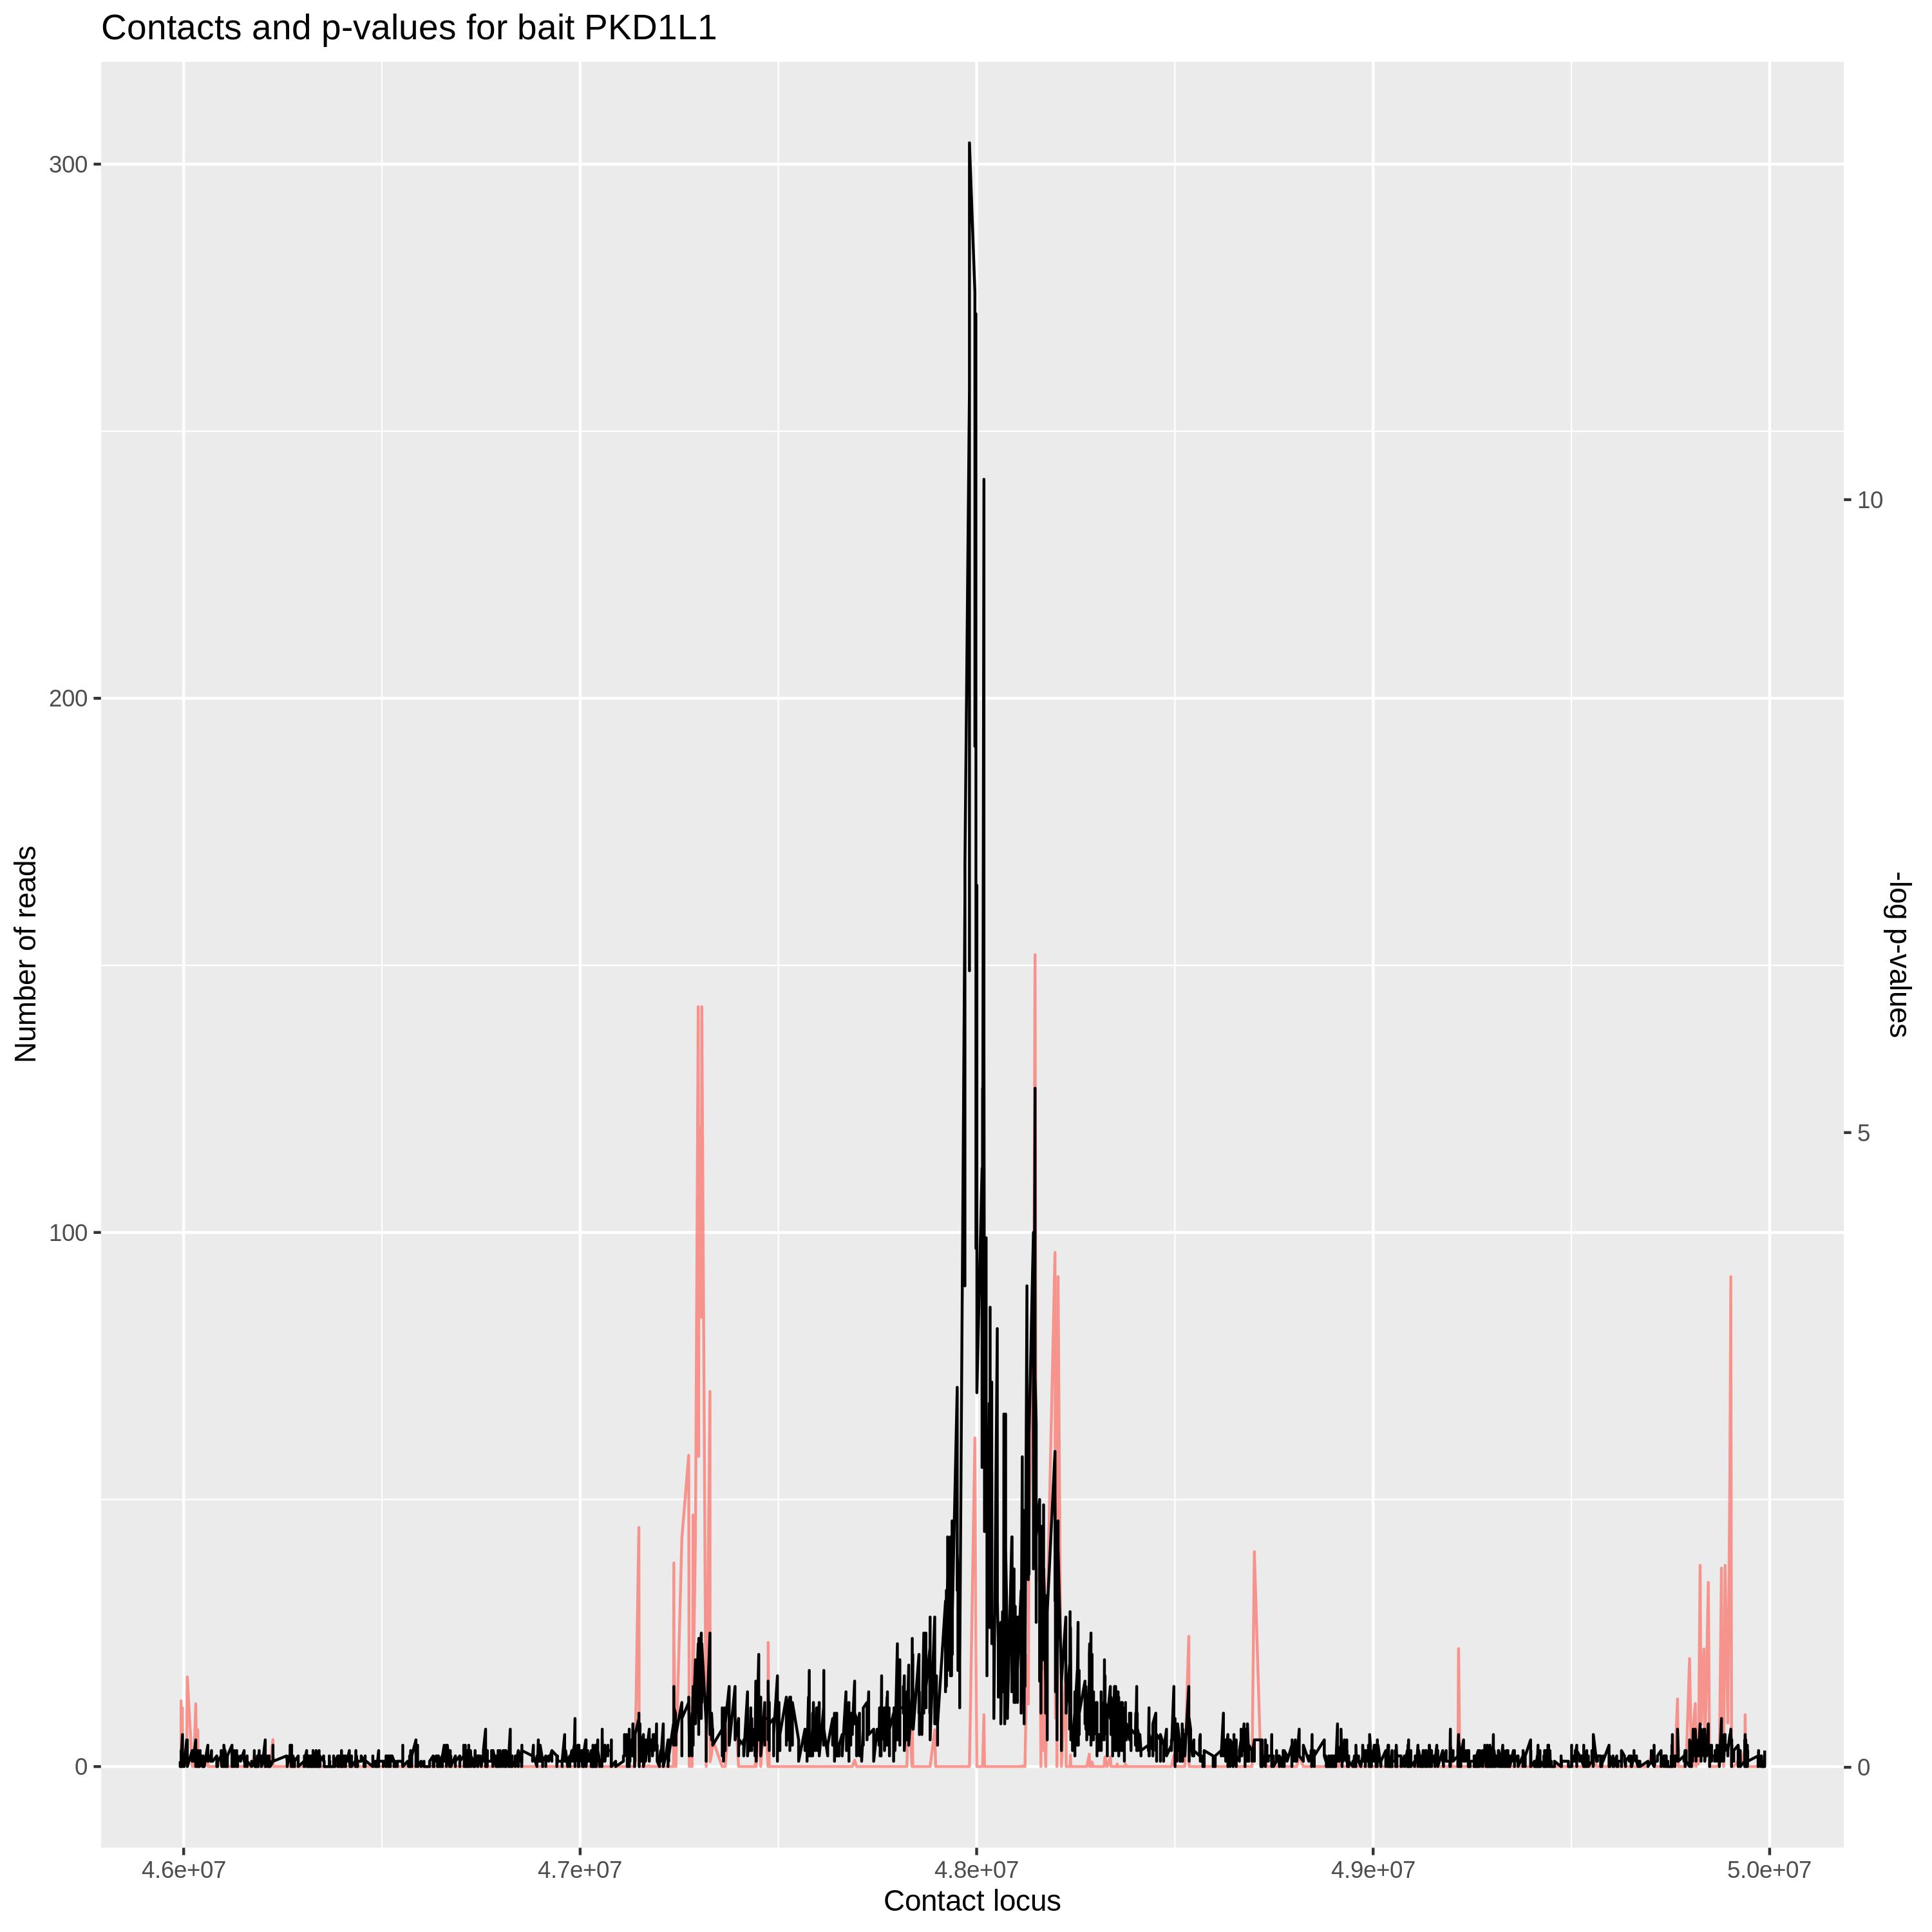 Contacts and p-values for bait PKD1L1
300
200
100
0
Number of reads
10
5
0
-log p-values
4.6e+07
4.7e+07
4.8e+07
4.9e+07
5.0e+07
Contact locus